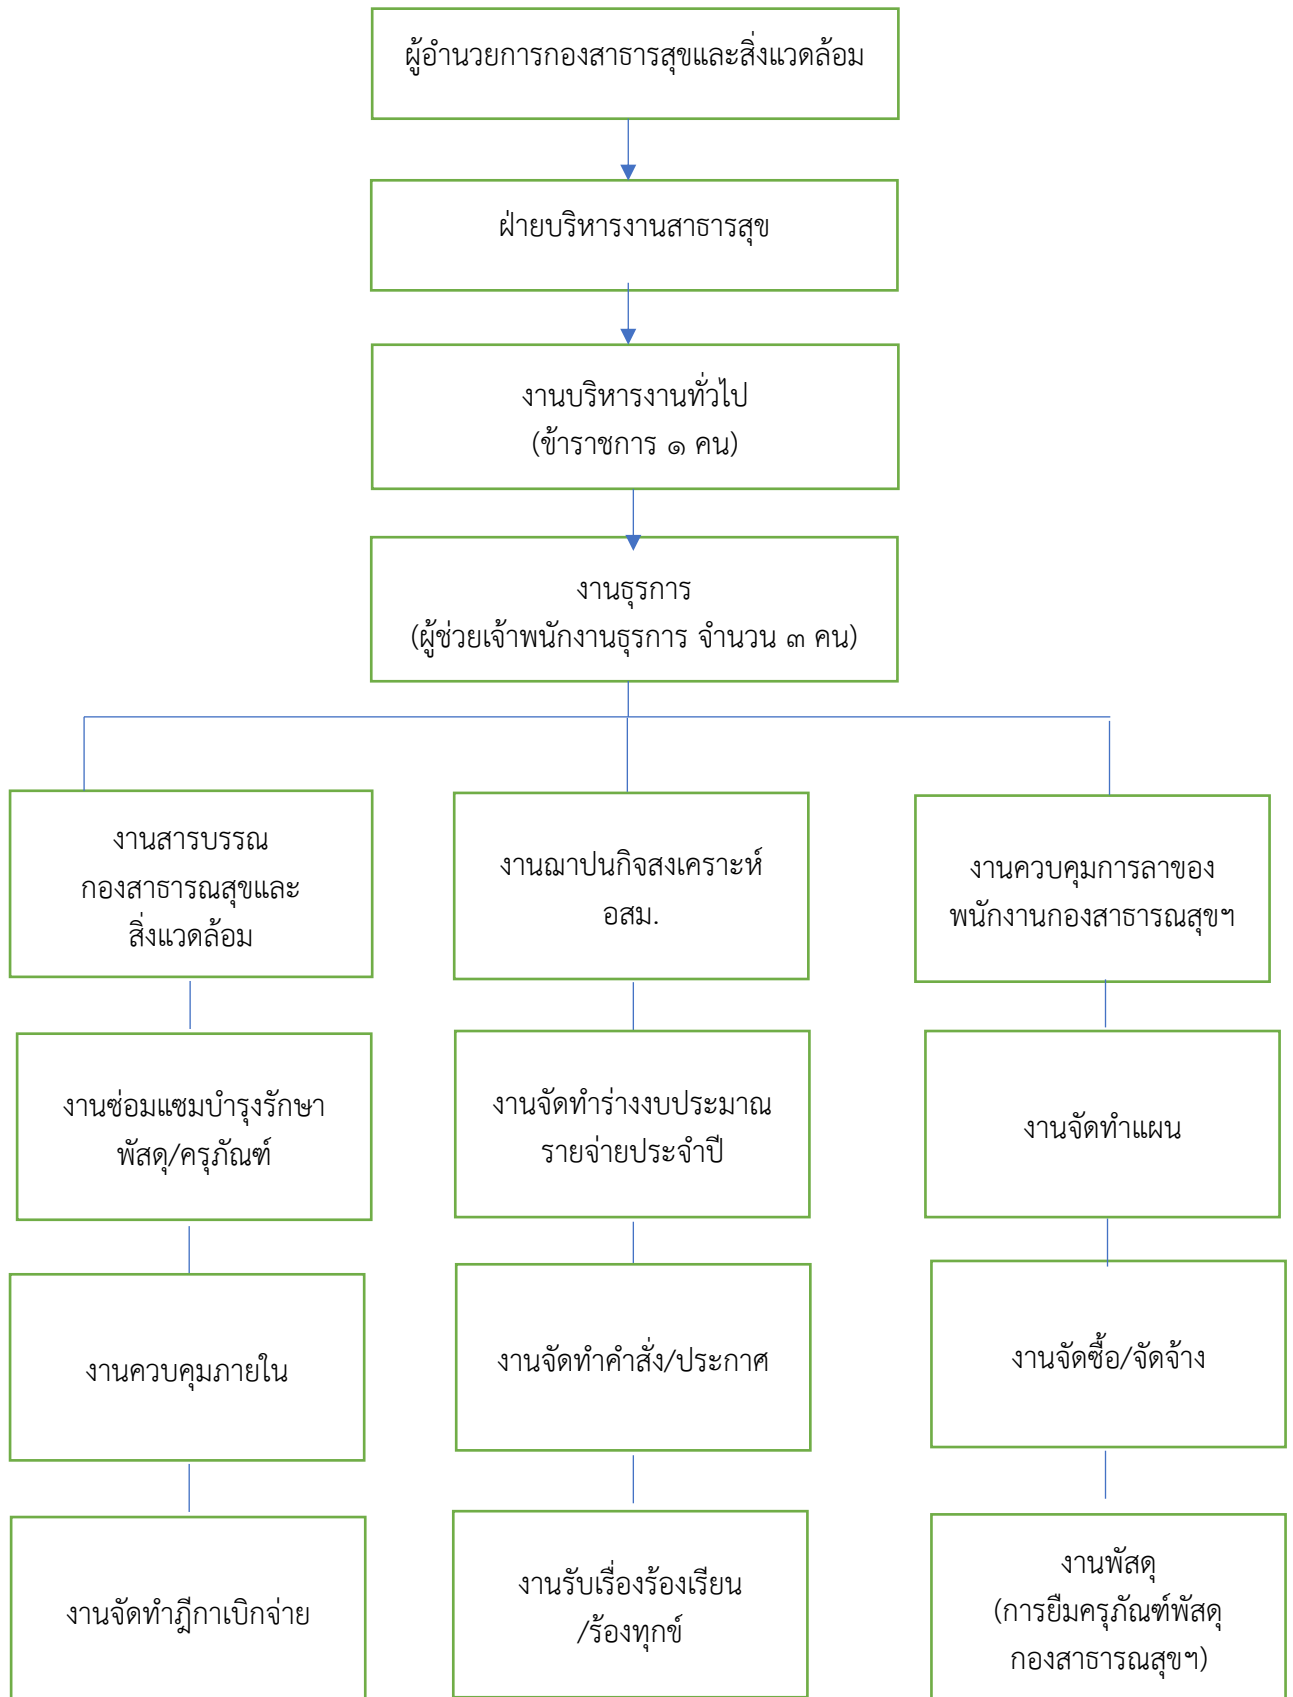 ผู้อำนวยการกองสาธารสุขและสิ่งแวดล้อม
ฝ่ายบริหารงานสาธารสุข
งานบริหารงานทั่วไป
(ข้าราชการ ๑ คน)
งานธุรการ
(ผู้ช่วยเจ้าพนักงานธุรการ จำนวน ๓ คน)
งานสารบรรณ
กองสาธารณสุขและ
สิ่งแวดล้อม
งานฌาปนกิจสงเคราะห์
อสม.
งานควบคุมการลาของ
พนักงานกองสาธารณสุขฯ
งานซ่อมแซมบำรุงรักษา
พัสดุ/ครุภัณฑ์
งานจัดทำร่างงบประมาณ
รายจ่ายประจำปี
งานจัดทำแผน
งานควบคุมภายใน
งานจัดทำคำสั่ง/ประกาศ
งานจัดซื้อ/จัดจ้าง
งานจัดทำฎีกาเบิกจ่าย
งานรับเรื่องร้องเรียน
/ร้องทุกข์
งานพัสดุ
(การยืมครุภัณฑ์พัสดุ
กองสาธารณสุขฯ)